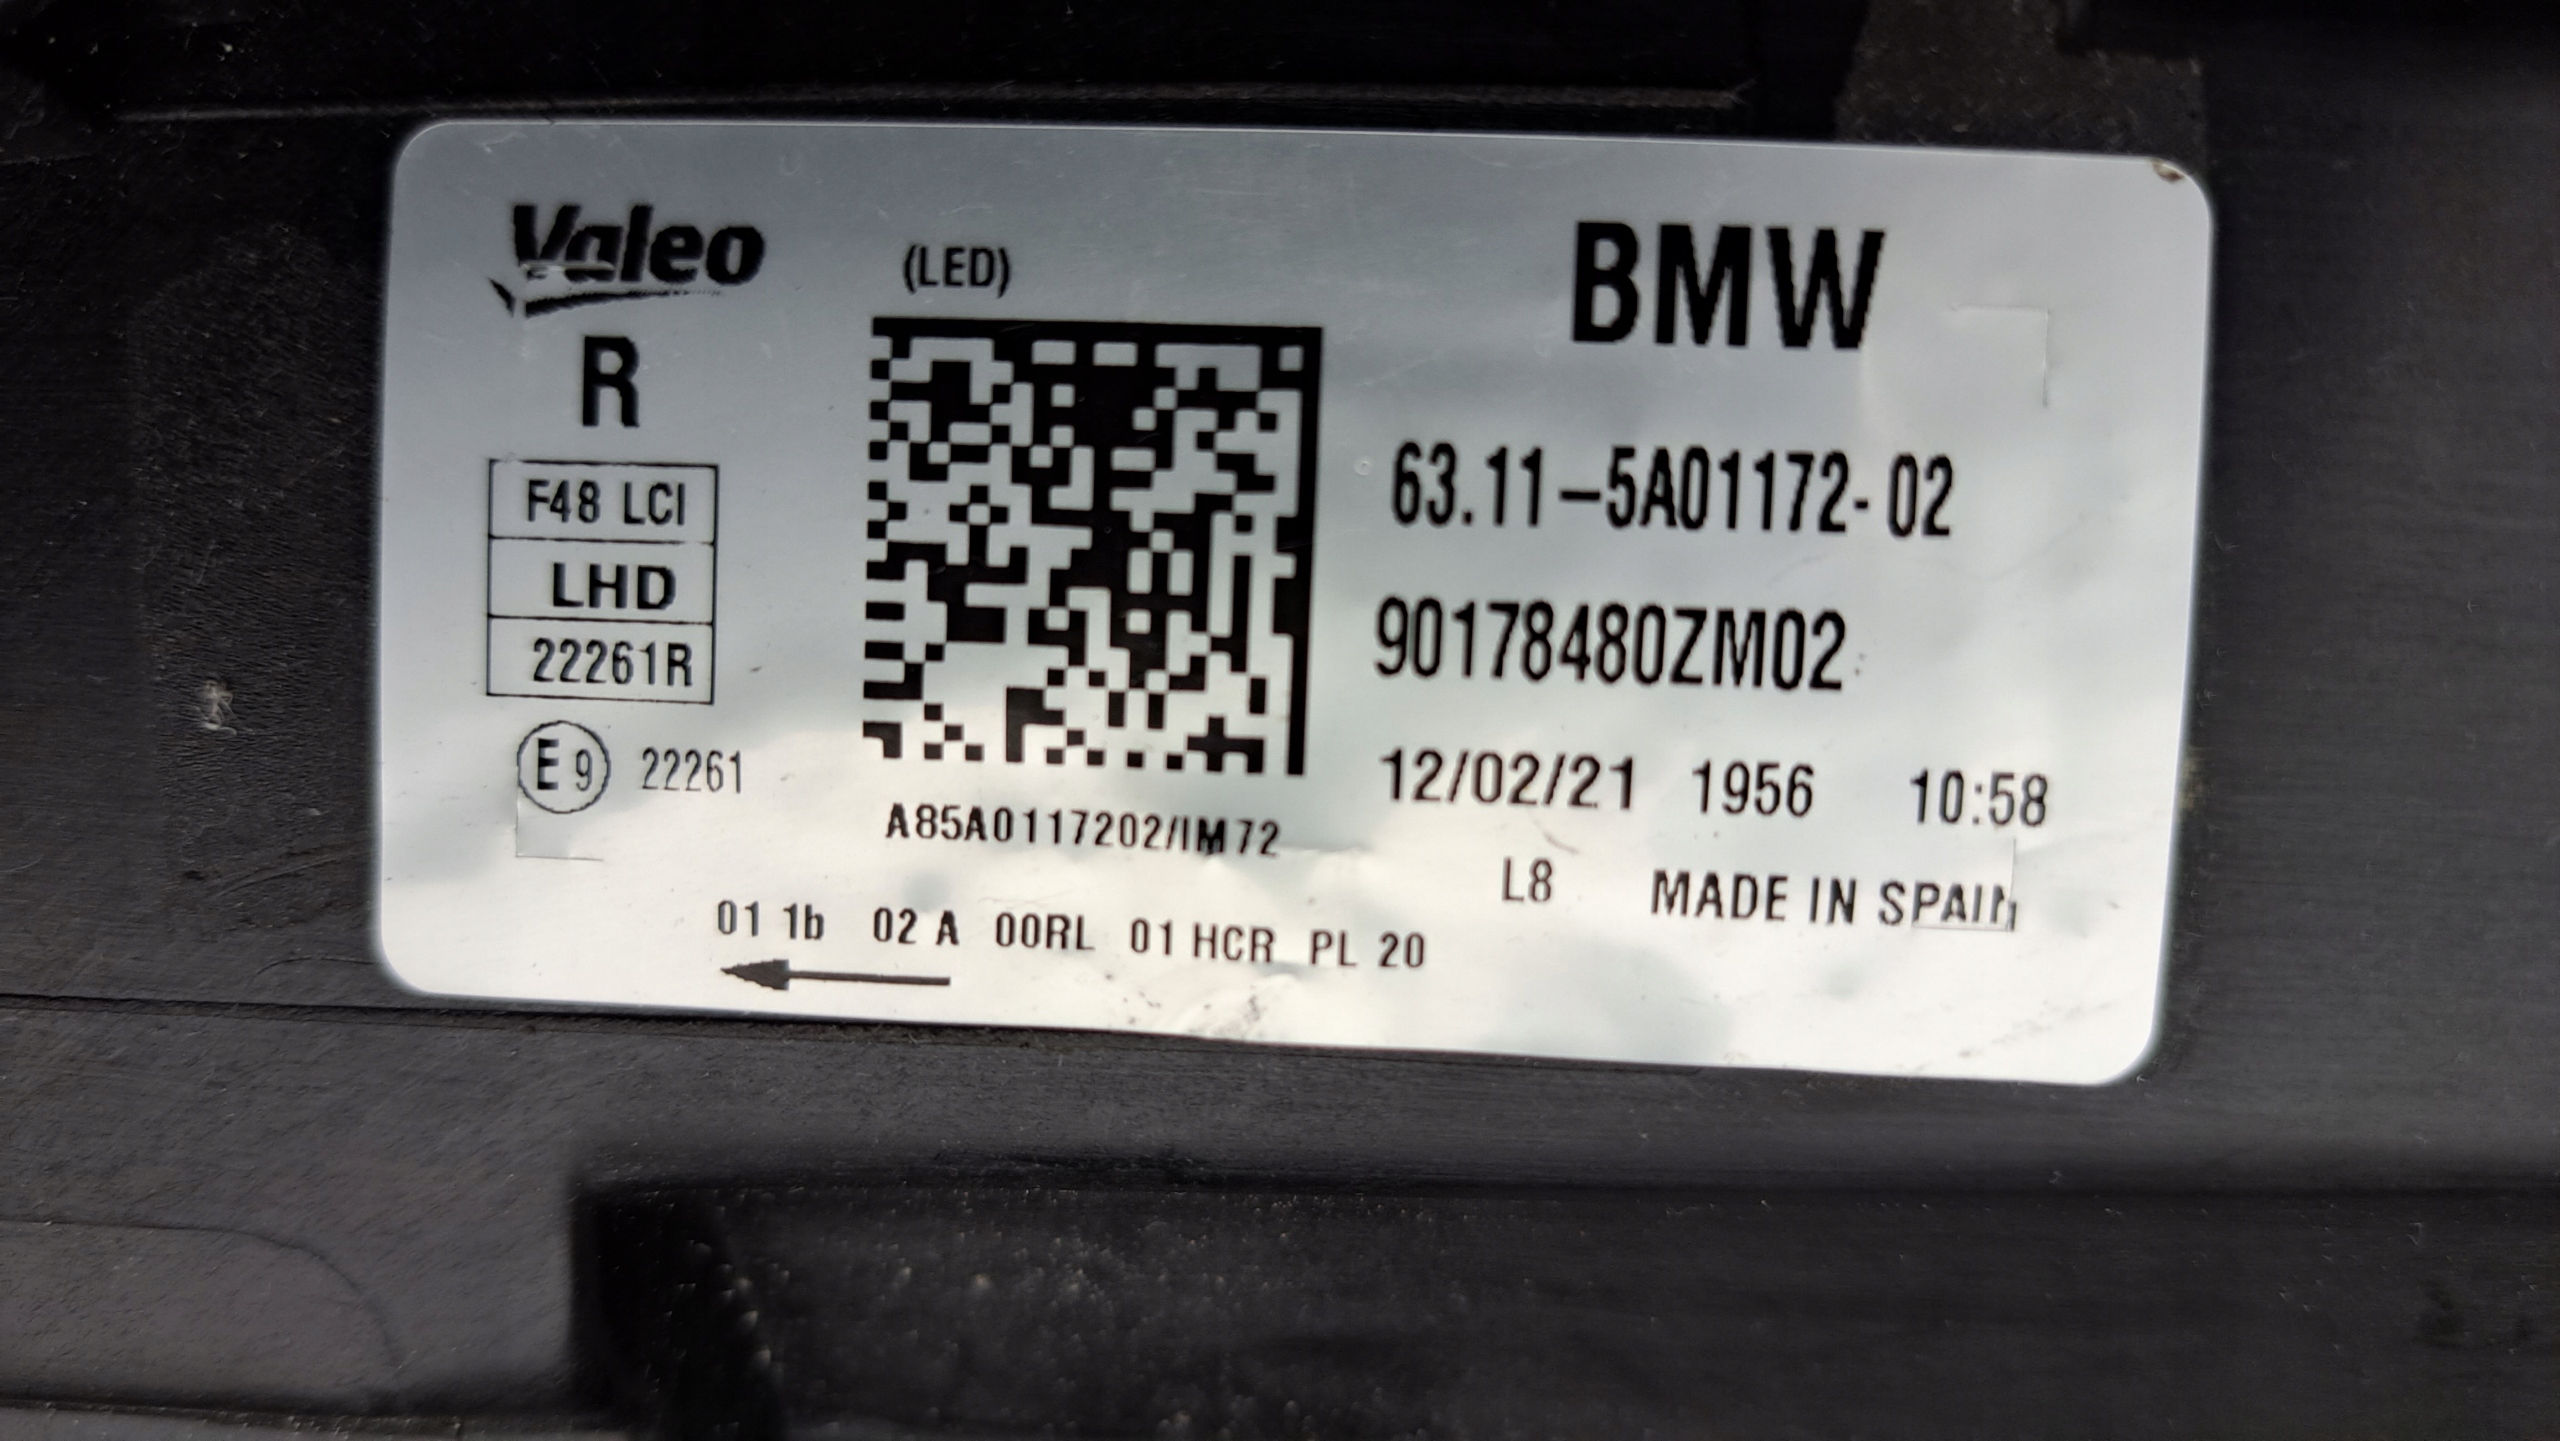 Valeo
R
F48 LCI
LHD
22261R
E 9 22261
(LED)
A85A0117202/IM72
01 1b 02 A 00RL 01 HCR PL 20
BMW
63.11-5A01172-02
90178480ZM02
12/02/21 1956 10:58
L8 MADE IN SPAIN